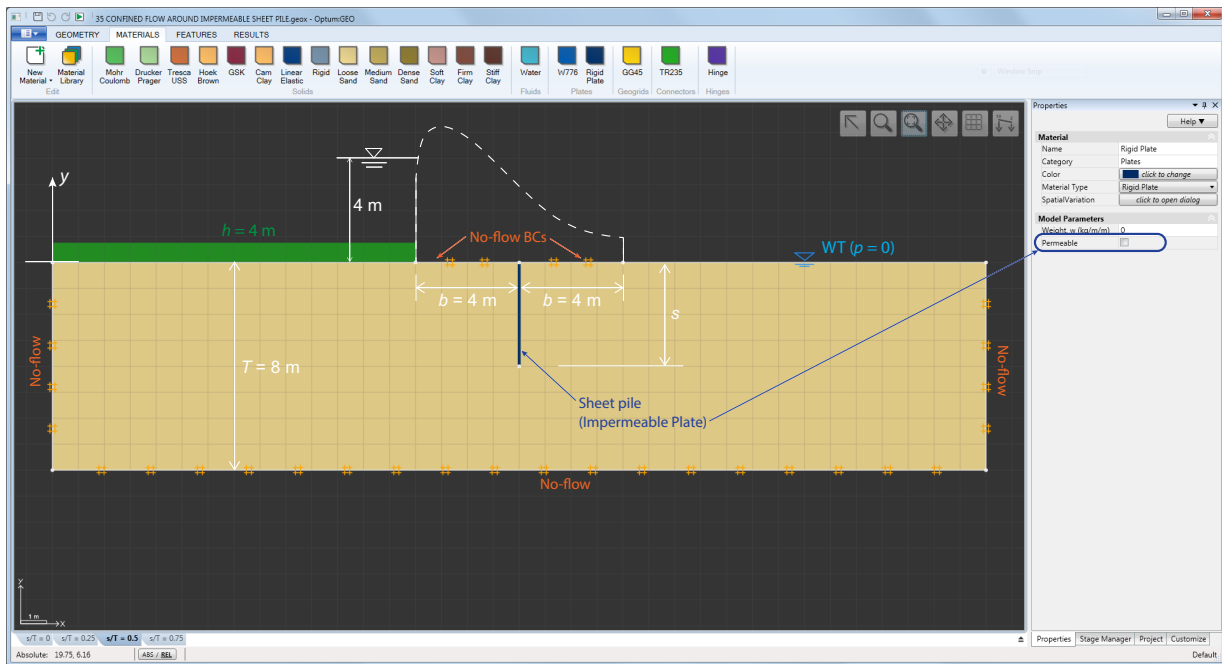 35 CONFINED FLOW AROUND IMPERMEABLE SHEET PILE.geox - Optum:GEO
GEOMETRY MATERIALS FEATURES RESULTS
New Material
Material Library
Mohr Coulomb
Drucker Prager
Tresca USS
Hoek Brown
GSK
Cam Clay
Linear Elastic
Rigid
Loose Sand
Medium Sand
Dense Sand
Soft Clay
Firm Clay
Stiff Clay
Water
W776
Rigid Plate
GG45
TR235
Hinge
Edit Solids Fluids Plates Geogrids Connectors Hinges
Window Snip
Properties
Help ▼
Material
Name Rigid Plate
Category Plates
Color click to change
Material Type Rigid Plate
SpatialVariation click to open dialog
Model Parameters
Weight, w (kg/m/m) 0
Permeable
y
4 m
h = 4 m
No-flow BCs
WT (p = 0)
b = 4 m b = 4 m
s
No-flow
T = 8 m
No-flow
Sheet pile
(Impermeable Plate)
No-flow
y
1 m
x
s/T = 0 s/T = 0.25 s/T = 0.5 s/T = 0.75
Properties Stage Manager Project Customize
Absolute: 19.75, 6.16 ABS / REL Default